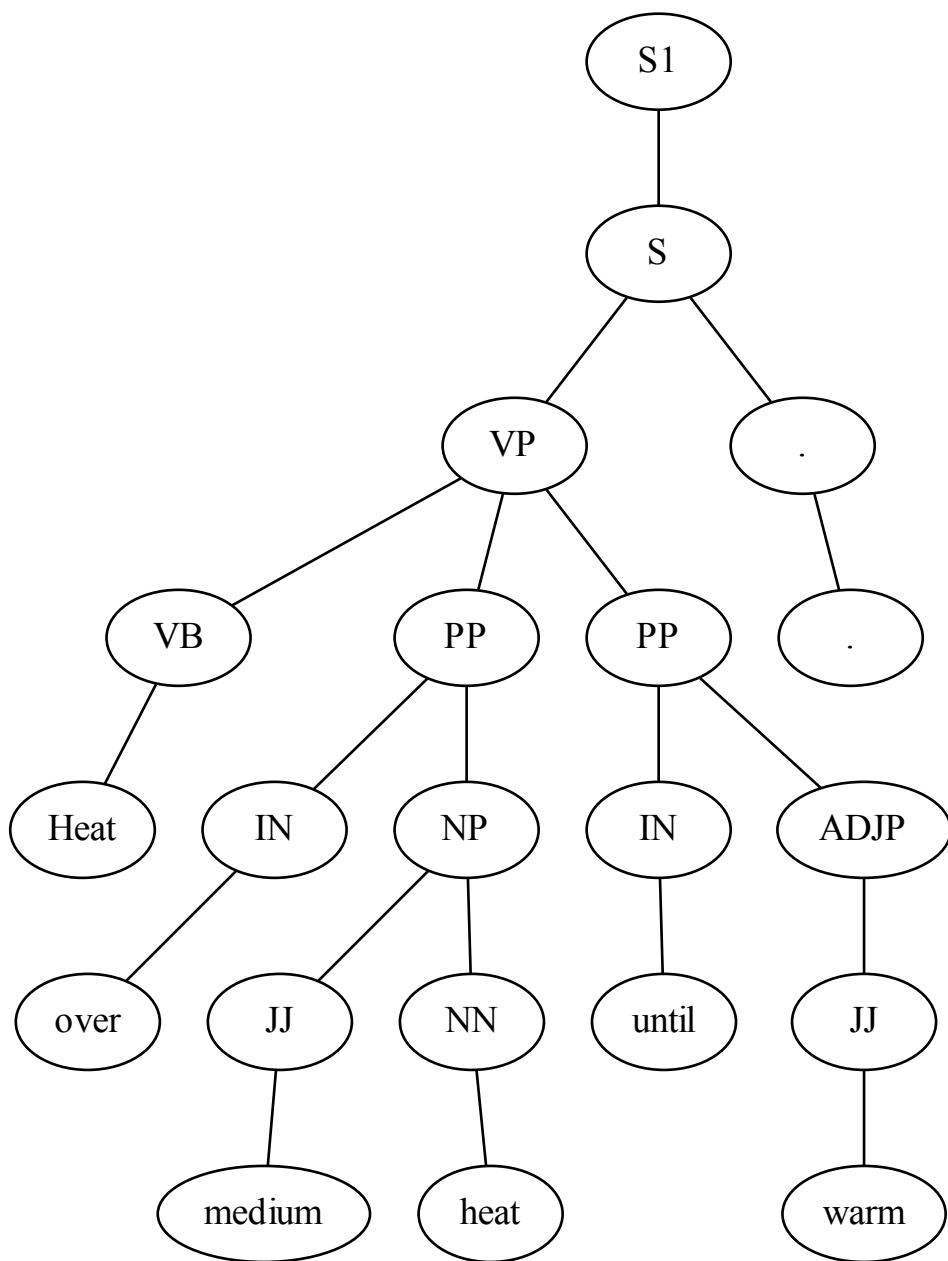 S1
S
VP .
VB PP PP .
Heat IN NP IN ADJP
over JJ NN until JJ
medium heat warm